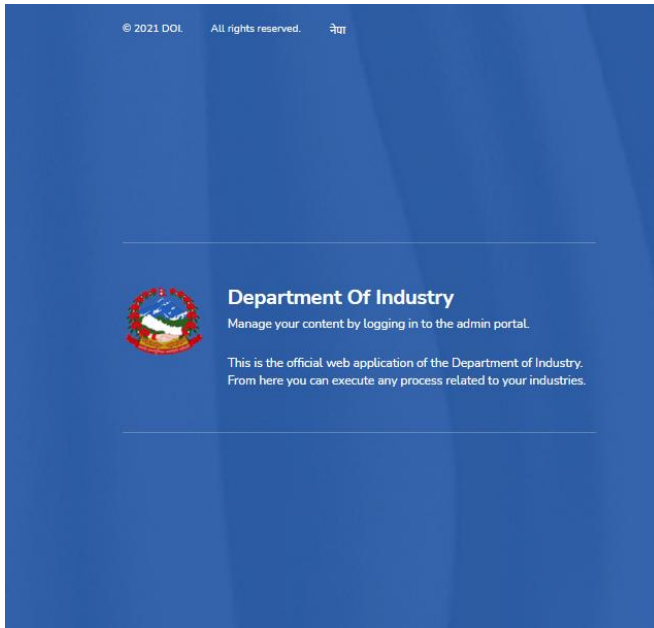 © 2021 DOI. All rights reserved. नेपा
Department Of Industry
Manage your content by logging in to the admin portal.
This is the official web application of the Department of Industry.
From here you can execute any process related to your industries.